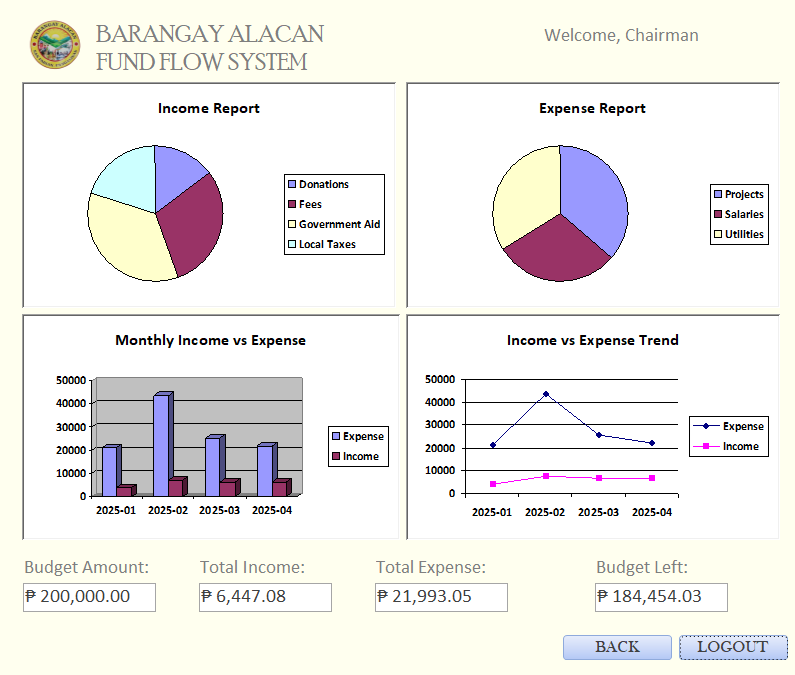 BARANGAY ALACAN
FUND FLOW SYSTEM
Welcome, Chairman
Income Report
Donations
Fees
Government Aid
Local Taxes
Expense Report
Projects
Salaries
Utilities
Monthly Income vs Expense
50000
40000
30000
20000
10000
0
2025-01 2025-02 2025-03 2025-04
Expense
Income
Income vs Expense Trend
50000
40000
30000
20000
10000
0
2025-01 2025-02 2025-03 2025-04
Expense
Income
Budget Amount: Total Income: Total Expense: Budget Left:
₱ 200,000.00 ₱ 6,447.08 ₱ 21,993.05 ₱ 184,454.03
BACK LOGOUT